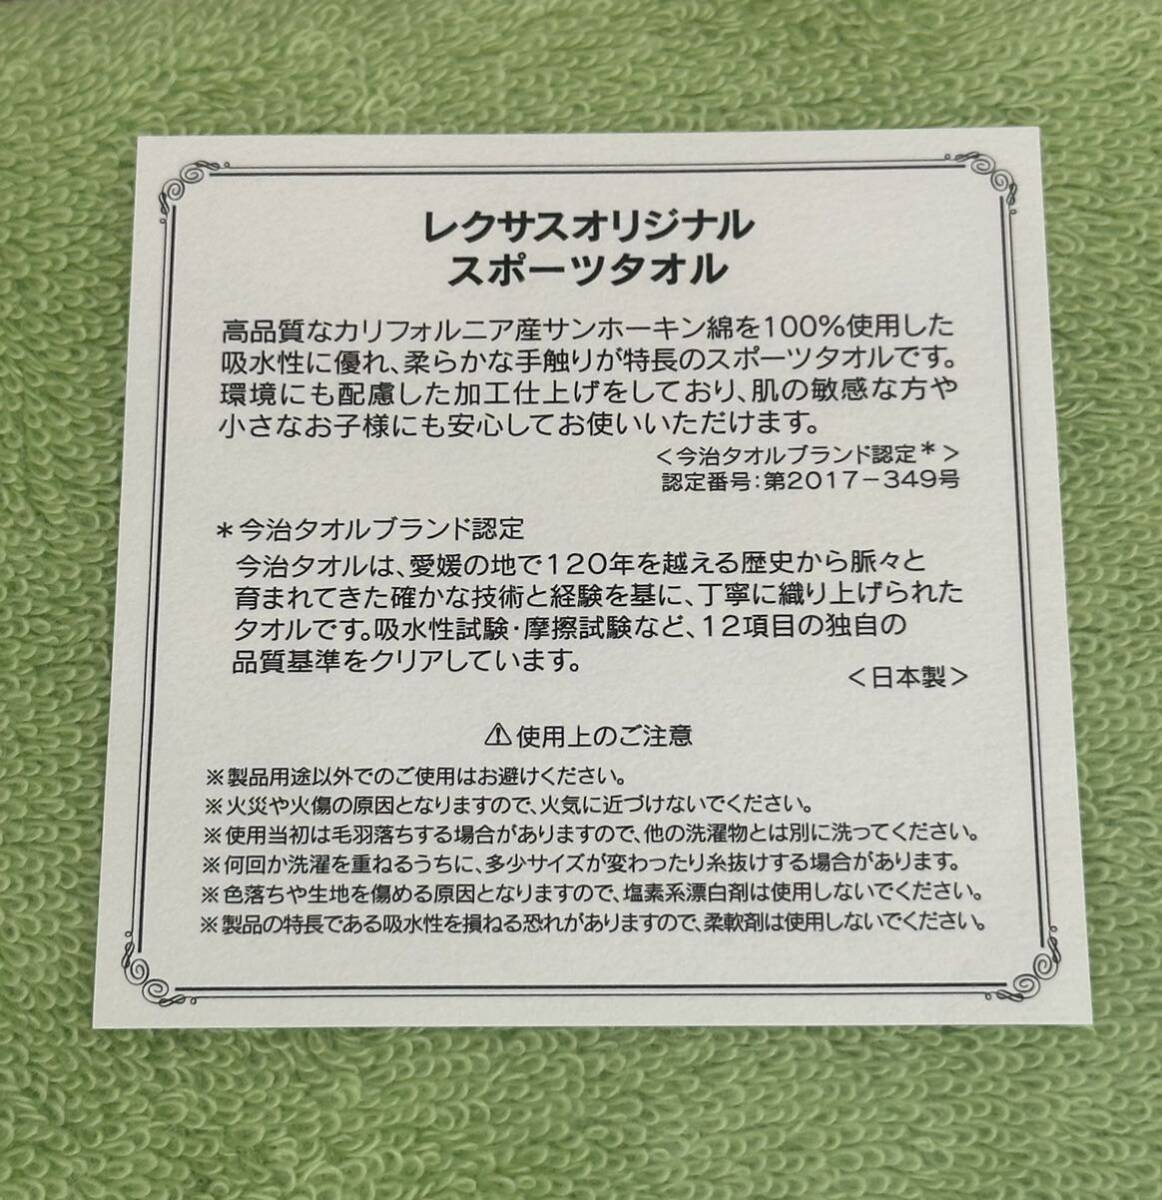 レクサスオリジナル
スポーツタオル
高品質なカリフォルニア産サンホーキン綿を100%使用した
吸水性に優れ、柔らかな手触りが特長のスポーツタオルです。
環境にも配慮した加工仕上げをしており、肌の敏感な方や
小さなお子様にも安心してお使いいただけます。
＜今治タオルブランド認定＊＞
認定番号：第2017－349号
＊今治タオルブランド認定
今治タオルは、愛媛の地で120年を越える歴史から脈々と
育まれてきた確かな技術と経験を基に、丁寧に織り上げられた
タオルです。吸水性試験・摩擦試験など、12項目の独自の
品質基準をクリアしています。
＜日本製＞
⚠使用上のご注意
※製品用途以外でのご使用はお避けください。
※火災や火傷の原因となりますので、火気に近づけないでください。
※使用当初は毛羽落ちする場合がありますので、他の洗濯物とは別に洗ってください。
※何回か洗濯を重ねるうちに、多少サイズが変わったり糸抜けする場合があります。
※色落ちや生地を傷める原因となりますので、塩素系漂白剤は使用しないでください。
※製品の特長である吸水性を損ねる恐れがありますので、柔軟剤は使用しないでください。